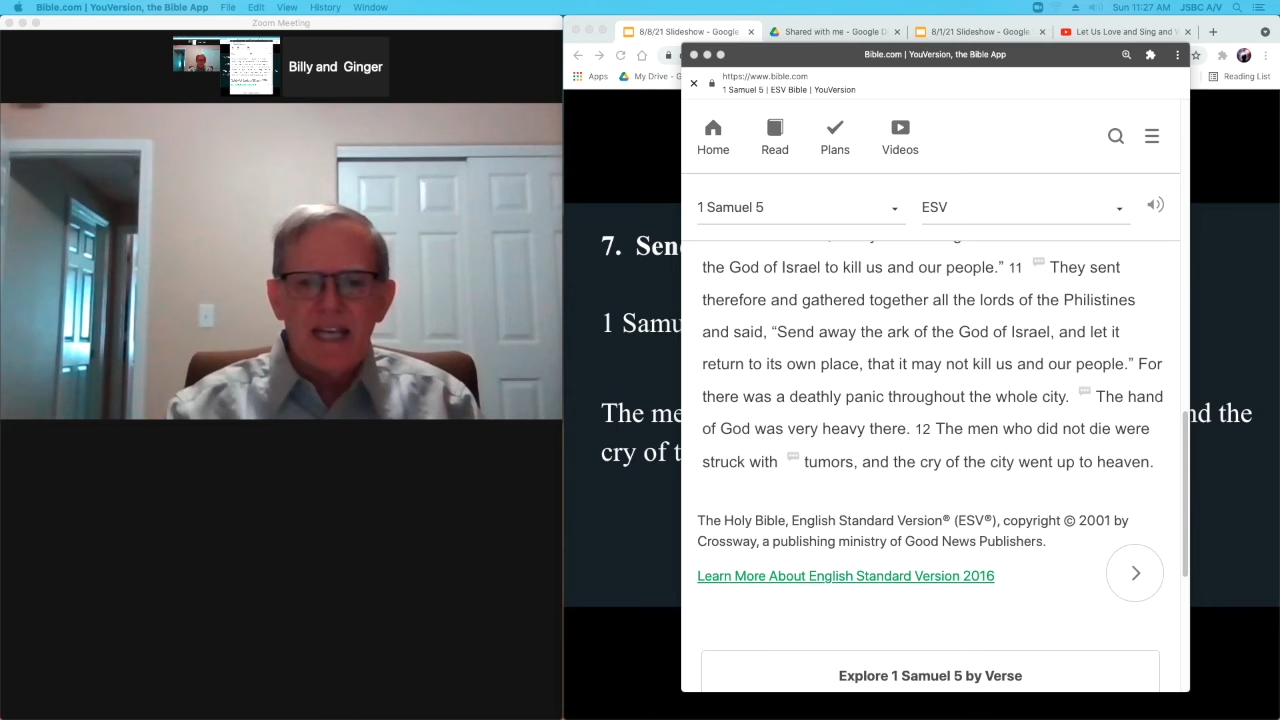 Bible.com | YouVersion, the Bible App File Edit View History Window Sun 11:27 AM JSBC A/V
Zoom Meeting
Billy and Ginger
8/8/21 Slideshow - Google
Shared with me - Google D
8/1/21 Slideshow - Google
Let Us Love and Sing and
Apps
My Drive - G
Reading List
Bible.com | YouVersion, the Bible App
https://www.bible.com
1 Samuel 5 | ESV Bible | YouVersion
Home Read Plans Videos
1 Samuel 5
ESV
the God of Israel to kill us and our people.” 11 They sent
therefore and gathered together all the lords of the Philistines
and said, “Send away the ark of the God of Israel, and let it
return to its own place, that it may not kill us and our people.” For
there was a deathly panic throughout the whole city. The hand
of God was very heavy there. 12 The men who did not die were
struck with tumors, and the cry of the city went up to heaven.
The Holy Bible, English Standard Version® (ESV®), copyright © 2001 by
Crossway, a publishing ministry of Good News Publishers.
Learn More About English Standard Version 2016
Explore 1 Samuel 5 by Verse
7. Sen
1 Samu
The me
nd the
cry of t